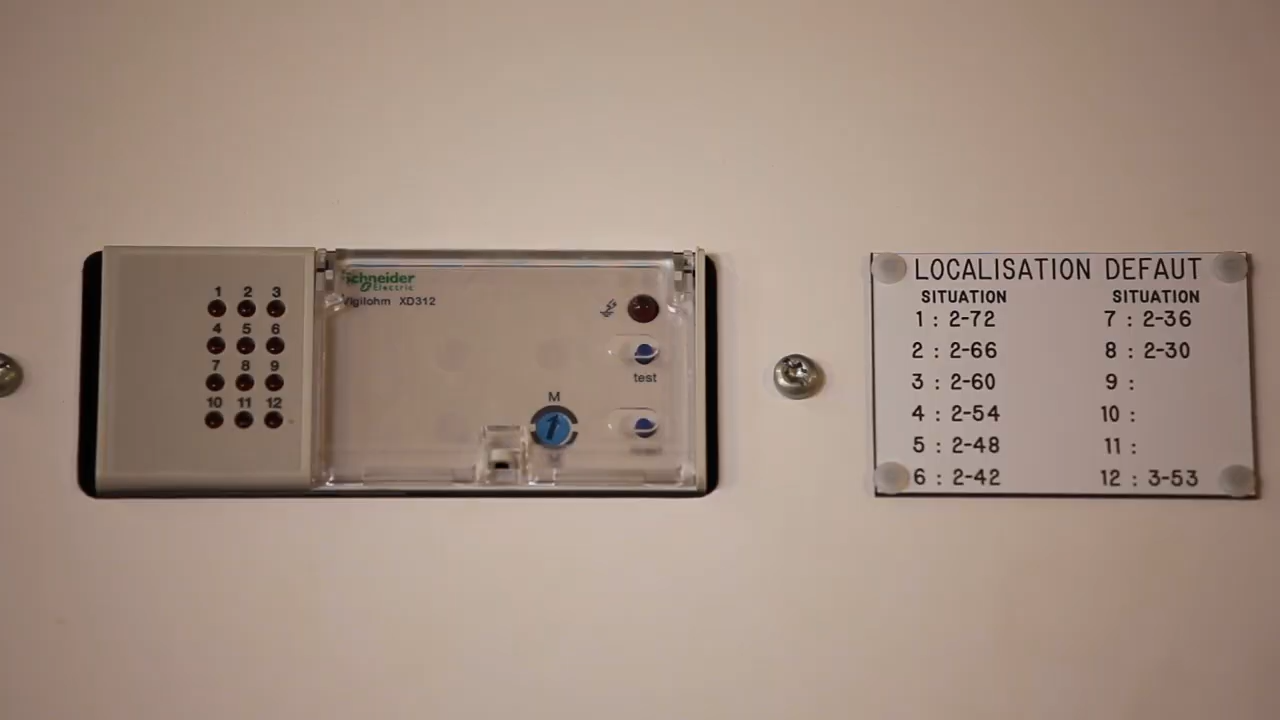 1 2 3
4 5 6
7 8 9
10 11 12
Schneider
Electric
Vigilohm XD312
test
M
LOCALISATION DEFAUT
SITUATION SITUATION
1 : 2-72 7 : 2-36
2 : 2-66 8 : 2-30
3 : 2-60 9 :
4 : 2-54 10 :
5 : 2-48 11 :
6 : 2-42 12 : 3-53